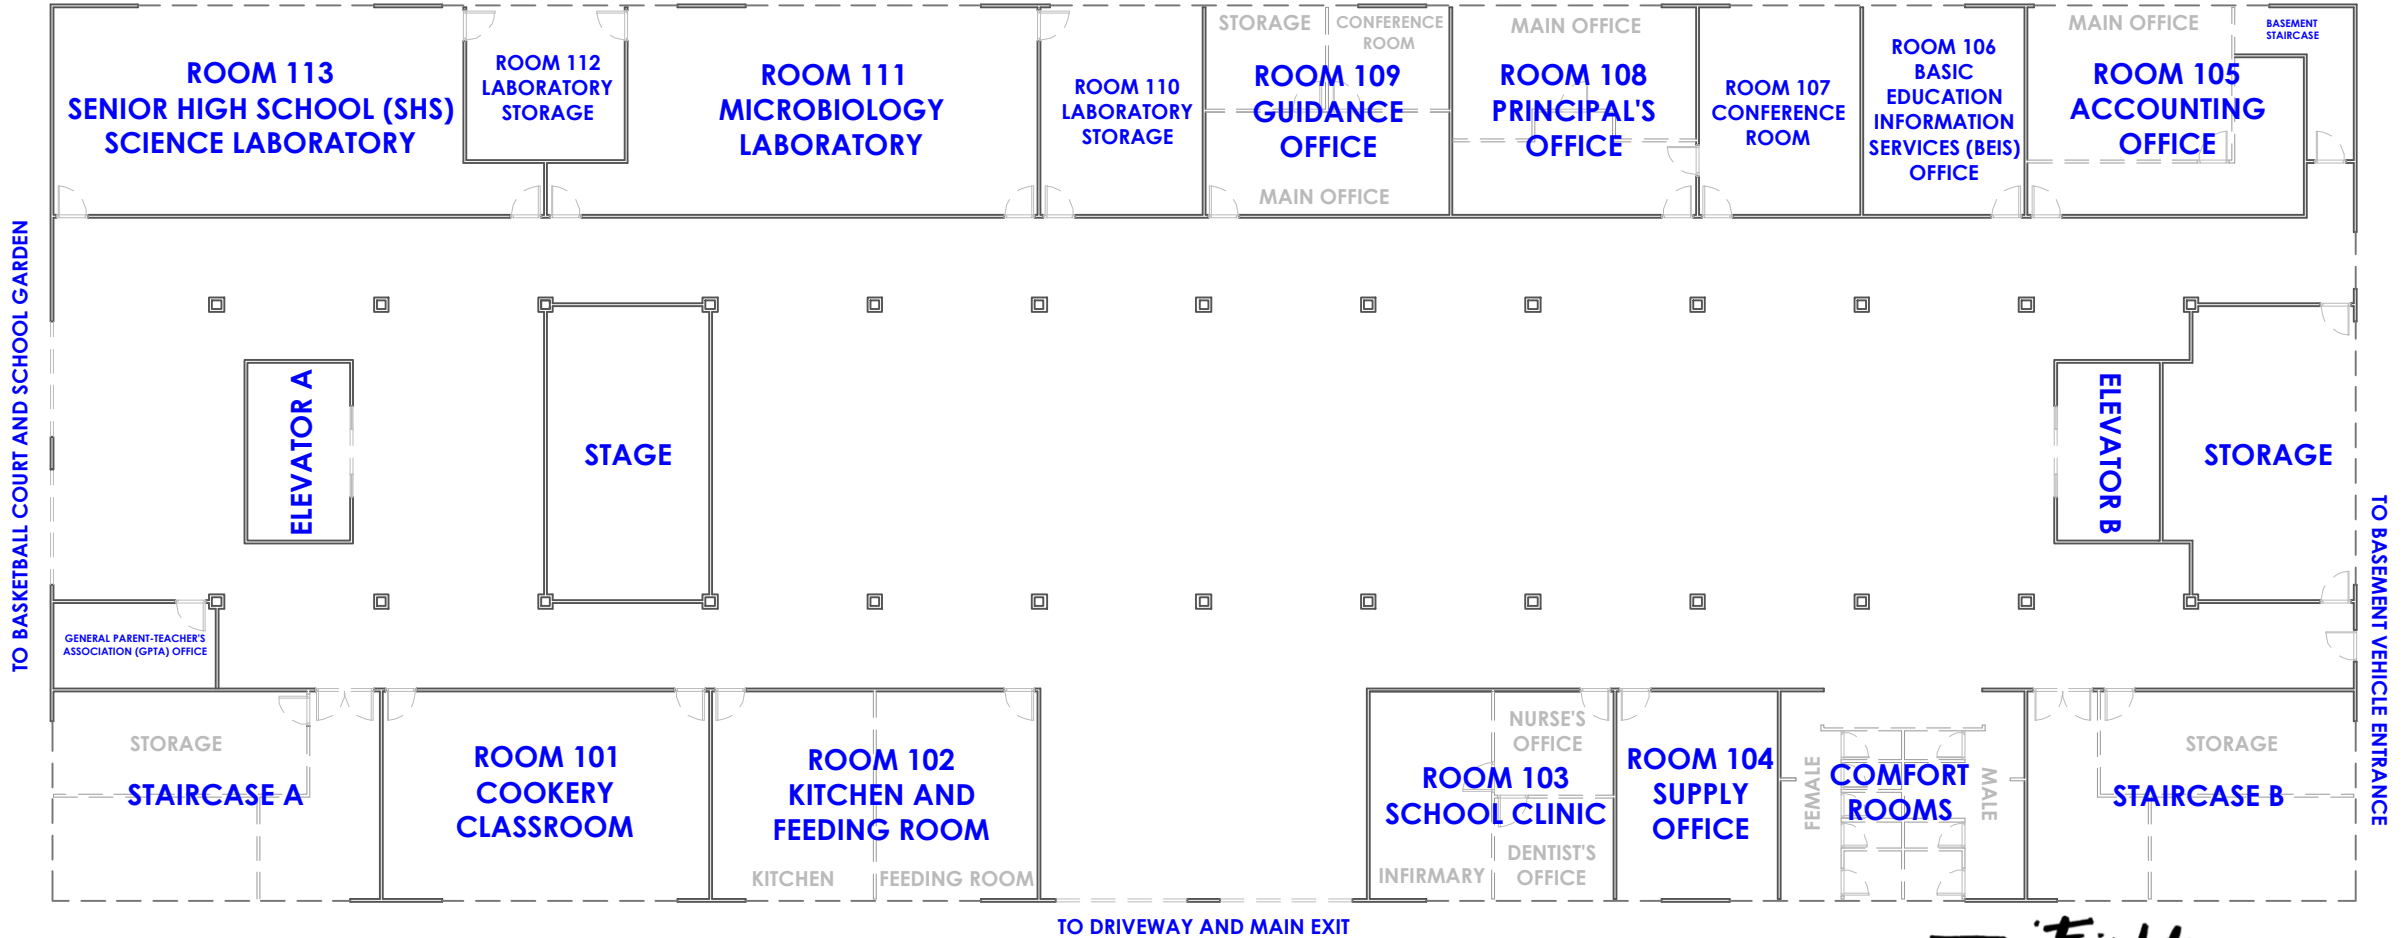 ROOM 113
SENIOR HIGH SCHOOL (SHS)
SCIENCE LABORATORY
ROOM 112
LABORATORY
STORAGE
ROOM 111
MICROBIOLOGY
LABORATORY
ROOM 110
LABORATORY
STORAGE
STORAGE
CONFERENCE
ROOM
ROOM 109
GUIDANCE
OFFICE
MAIN OFFICE
MAIN OFFICE
ROOM 108
PRINCIPAL'S
OFFICE
ROOM 107
CONFERENCE
ROOM
ROOM 106
BASIC
EDUCATION
INFORMATION
SERVICES (BEIS)
OFFICE
MAIN OFFICE
ROOM 105
ACCOUNTING
OFFICE
BASEMENT
STAIRCASE
TO BASKETBALL COURT AND SCHOOL GARDEN
ELEVATOR A
STAGE
ELEVATOR B
STORAGE
TO BASEMENT VEHICLE ENTRANCE
GENERAL PARENT-TEACHER'S
ASSOCIATION (GPTA) OFFICE
STORAGE
STAIRCASE A
ROOM 101
COOKERY
CLASSROOM
ROOM 102
KITCHEN AND
FEEDING ROOM
KITCHEN
FEEDING ROOM
NURSE'S
OFFICE
ROOM 103
SCHOOL CLINIC
INFIRMARY
DENTIST'S
OFFICE
ROOM 104
SUPPLY
OFFICE
FEMALE
COMFORT
ROOMS
MALE
STORAGE
STAIRCASE B
TO DRIVEWAY AND MAIN EXIT